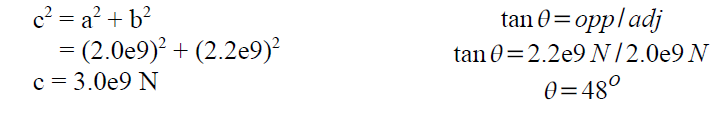 c² = a² + b²
= (2.0e9)² + (2.2e9)²
c = 3.0e9 N
tan θ=opp/adj
tan θ=2.2e9 N/2.0e9 N
θ=48°